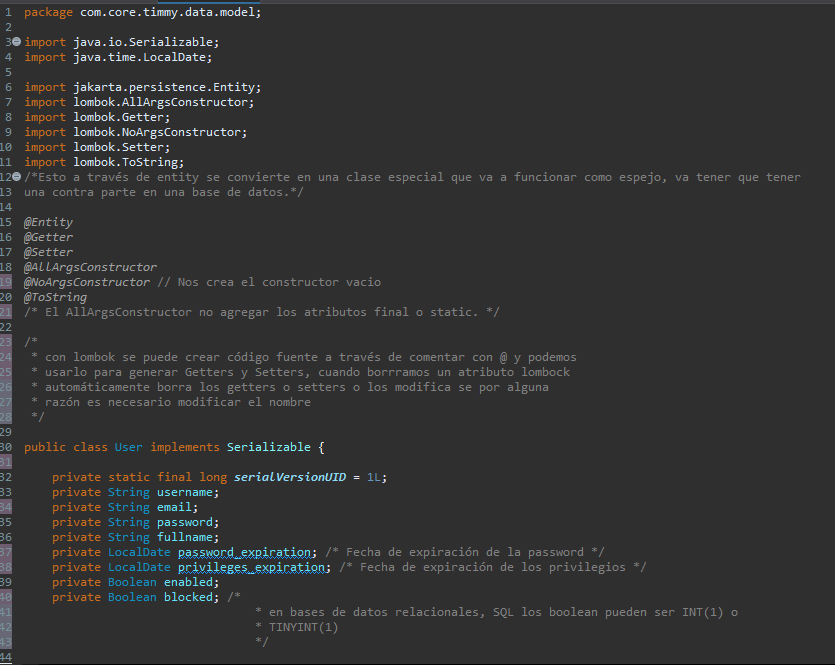 1 package com.core.timmy.data.model;
2
3 import java.io.Serializable;
4 import java.time.LocalDate;
5
6 import jakarta.persistence.Entity;
7 import lombok.AllArgsConstructor;
8 import lombok.Getter;
9 import lombok.NoArgsConstructor;
10 import lombok.Setter;
11 import lombok.ToString;
12 /*Esto a través de entity se convierte en una clase especial que va a funcionar como espejo, va tener que tener
13 una contra parte en una base de datos.*/
14
15 @Entity
16 @Getter
17 @Setter
18 @AllArgsConstructor
19 @NoArgsConstructor // Nos crea el constructor vacio
20 @ToString
21 /* El AllArgsConstructor no agregar los atributos final o static. */
22
23 /*
24  * con lombok se puede crear código fuente a través de comentar con @ y podemos
25  * usarlo para generar Getters y Setters, cuando borrramos un atributo lombock
26  * automáticamente borra los getters o setters o los modifica se por alguna
27  * razón es necesario modificar el nombre
28  */
29
30 public class User implements Serializable {
31
32     private static final long serialVersionUID = 1L;
33     private String username;
34     private String email;
35     private String password;
36     private String fullname;
37     private LocalDate password_expiration; /* Fecha de expiración de la password */
38     private LocalDate privileges_expiration; /* Fecha de expiración de los privilegios */
39     private Boolean enabled;
40     private Boolean blocked; /*
41                              * en bases de datos relacionales, SQL los boolean pueden ser INT(1) o
42                              * TINYINT(1)
43                              */
44